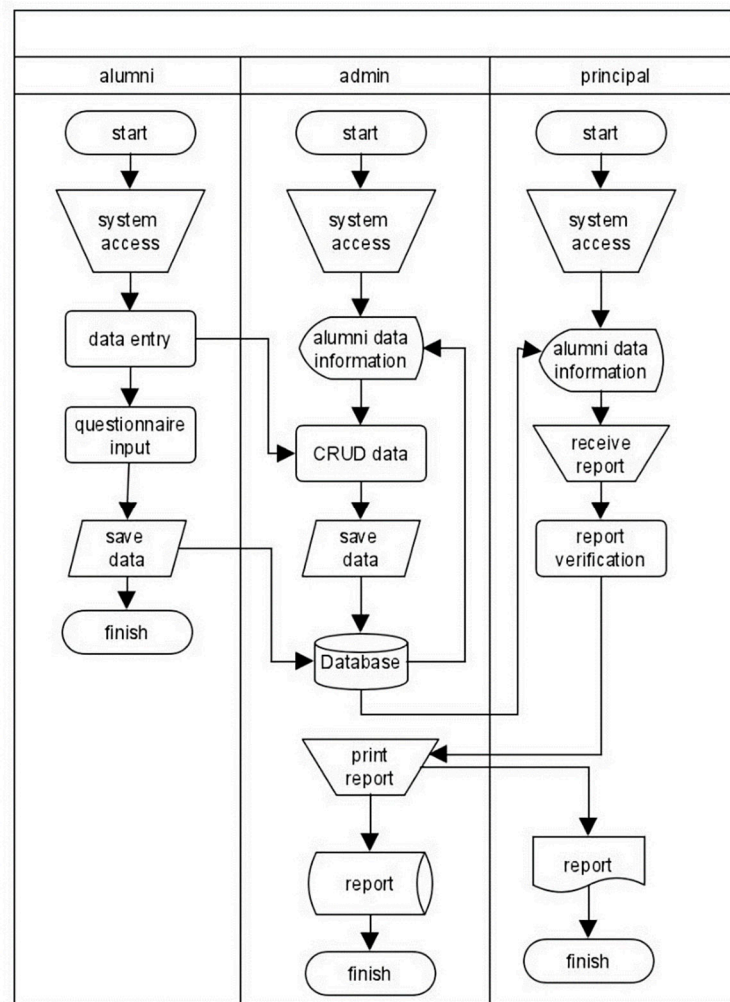 alumni
admin
principal
start
system
access
data entry
questionnaire
input
save
data
finish
start
system
access
alumni data
information
CRUD data
save
data
Database
print
report
report
finish
start
system
access
alumni data
information
receive
report
report
verification
report
finish